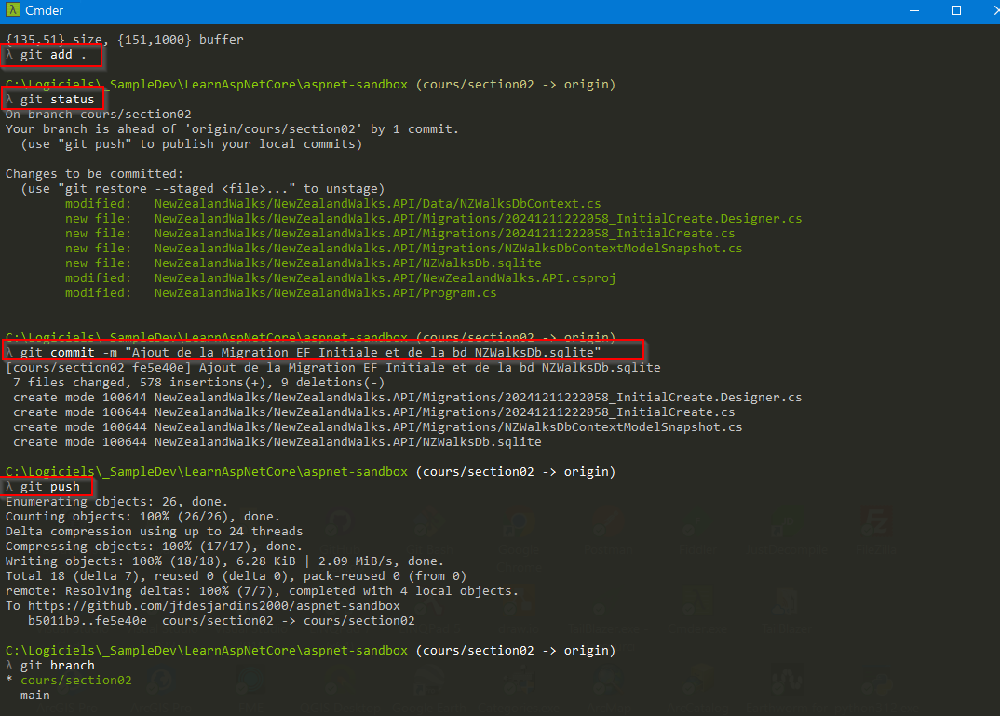 Cmder
{135,51} size, {151,1000} buffer
λ git add .
C:\Logiciels\_SampleDev\LearnAspNetCore\aspnet-sandbox (cours/section02 -> origin)
λ git status
On branch cours/section02
Your branch is ahead of 'origin/cours/section02' by 1 commit.
  (use "git push" to publish your local commits)
Changes to be committed:
  (use "git restore --staged <file>..." to unstage)
        modified:   NewZealandWalks/NewZealandWalks.API/Data/NZWalksDbContext.cs
        new file:   NewZealandWalks/NewZealandWalks.API/Migrations/20241211222058_InitialCreate.Designer.cs
        new file:   NewZealandWalks/NewZealandWalks.API/Migrations/20241211222058_InitialCreate.cs
        new file:   NewZealandWalks/NewZealandWalks.API/Migrations/NZWalksDbContextModelSnapshot.cs
        new file:   NewZealandWalks/NewZealandWalks.API/NZWalksDb.sqlite
        modified:   NewZealandWalks/NewZealandWalks.API/NewZealandWalks.API.csproj
        modified:   NewZealandWalks/NewZealandWalks.API/Program.cs
C:\Logiciels\_SampleDev\LearnAspNetCore\aspnet-sandbox (cours/section02 -> origin)
λ git commit -m "Ajout de la Migration EF Initiale et de la bd NZWalksDb.sqlite"
[cours/section02 fe5e40e] Ajout de la Migration EF Initiale et de la bd NZWalksDb.sqlite
 7 files changed, 578 insertions(+), 9 deletions(-)
 create mode 100644 NewZealandWalks/NewZealandWalks.API/Migrations/20241211222058_InitialCreate.Designer.cs
 create mode 100644 NewZealandWalks/NewZealandWalks.API/Migrations/20241211222058_InitialCreate.cs
 create mode 100644 NewZealandWalks/NewZealandWalks.API/Migrations/NZWalksDbContextModelSnapshot.cs
 create mode 100644 NewZealandWalks/NewZealandWalks.API/NZWalksDb.sqlite
C:\Logiciels\_SampleDev\LearnAspNetCore\aspnet-sandbox (cours/section02 -> origin)
λ git push
Enumerating objects: 26, done.
Counting objects: 100% (26/26), done.
Delta compression using up to 24 threads
Compressing objects: 100% (17/17), done.
Writing objects: 100% (18/18), 6.28 KiB | 2.09 MiB/s, done.
Total 18 (delta 7), reused 0 (delta 0), pack-reused 0 (from 0)
remote: Resolving deltas: 100% (7/7), completed with 4 local objects.
To https://github.com/jfdesjardins2000/aspnet-sandbox
   b5011b9..fe5e40e  cours/section02 -> cours/section02
C:\Logiciels\_SampleDev\LearnAspNetCore\aspnet-sandbox (cours/section02 -> origin)
λ git branch
* cours/section02
  main